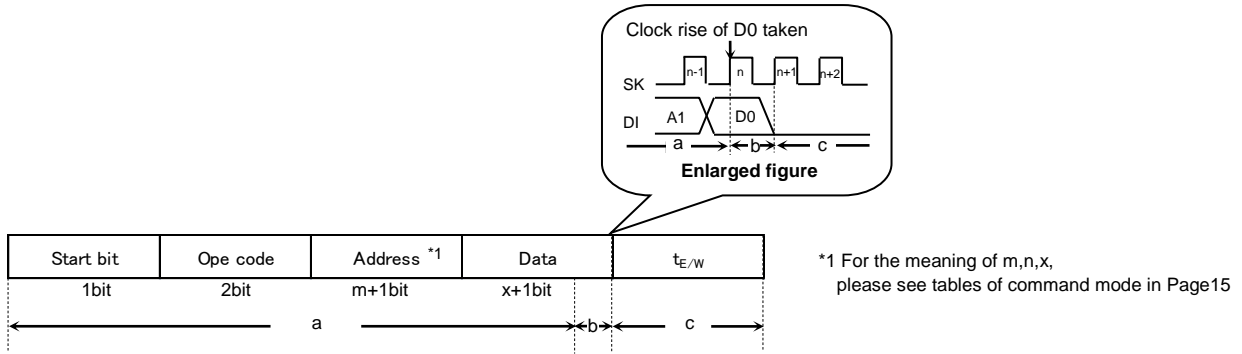 Clock rise of D0 taken
SK n-1 n n+1 n+2
DI A1 D0
a b c
Enlarged figure
Start bit Ope code Address *1 Data tE/W
1bit 2bit m+1bit x+1bit
a b c
*1 For the meaning of m,n,x,
please see tables of command mode in Page15